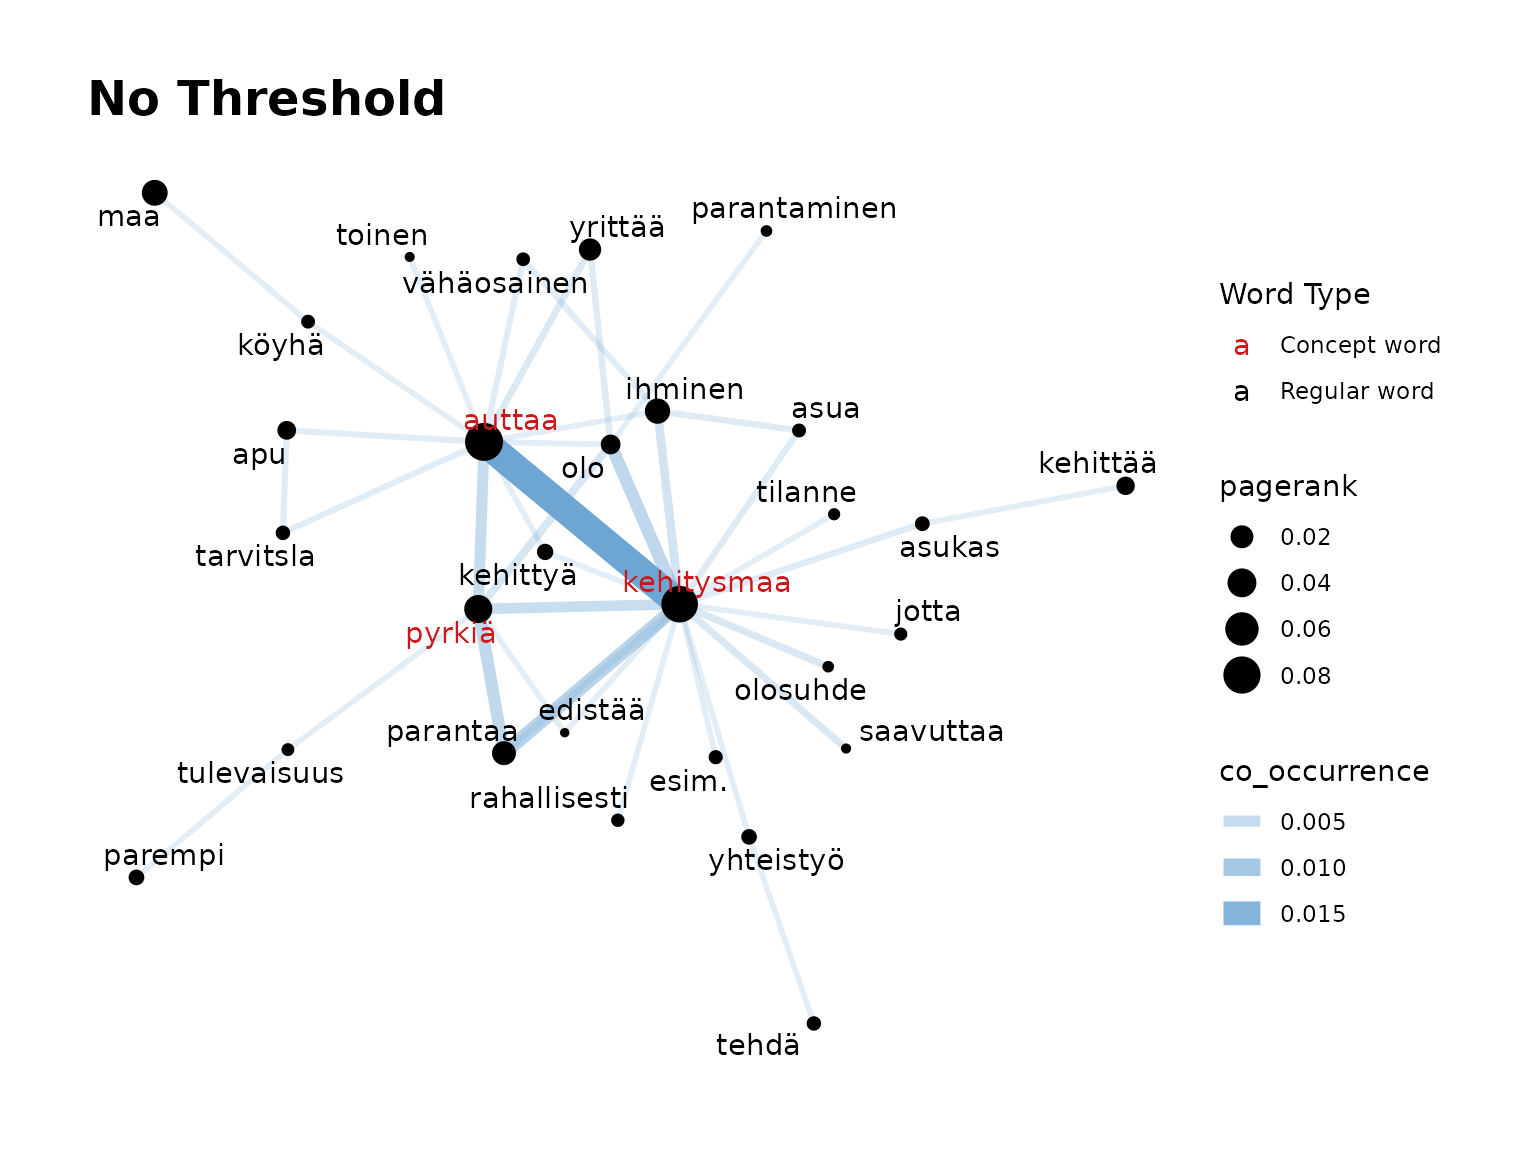 No Threshold
maa
toinen
yrittää
parantaminen
vähäosainen
köyhä
ihminen
auttaa
asua
apu
olo
kehittää
tilanne
tarvitsla
asukas
kehittyä
kehitysmaa
pyrkiä
jotta
olosuhde
edistää
parantaa
saavuttaa
tulevaisuus
esim.
rahallisesti
parempi
yhteistyö
tehdä
Word Type
a Concept word
a Regular word
pagerank
0.02
0.04
0.06
0.08
co_occurrence
0.005
0.010
0.015